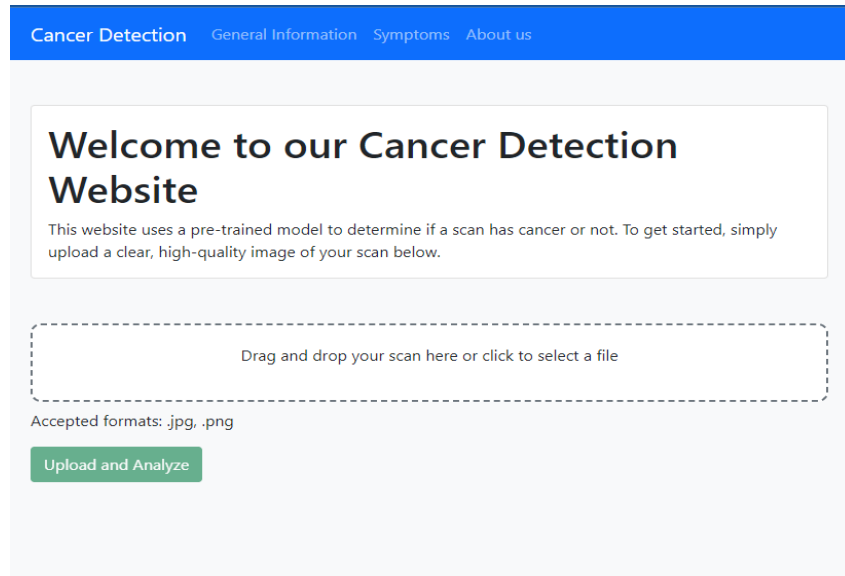 Cancer Detection General Information Symptoms About us
Welcome to our Cancer Detection
Website
This website uses a pre-trained model to determine if a scan has cancer or not. To get started, simply
upload a clear, high-quality image of your scan below.
Drag and drop your scan here or click to select a file
Accepted formats: .jpg, .png
Upload and Analyze